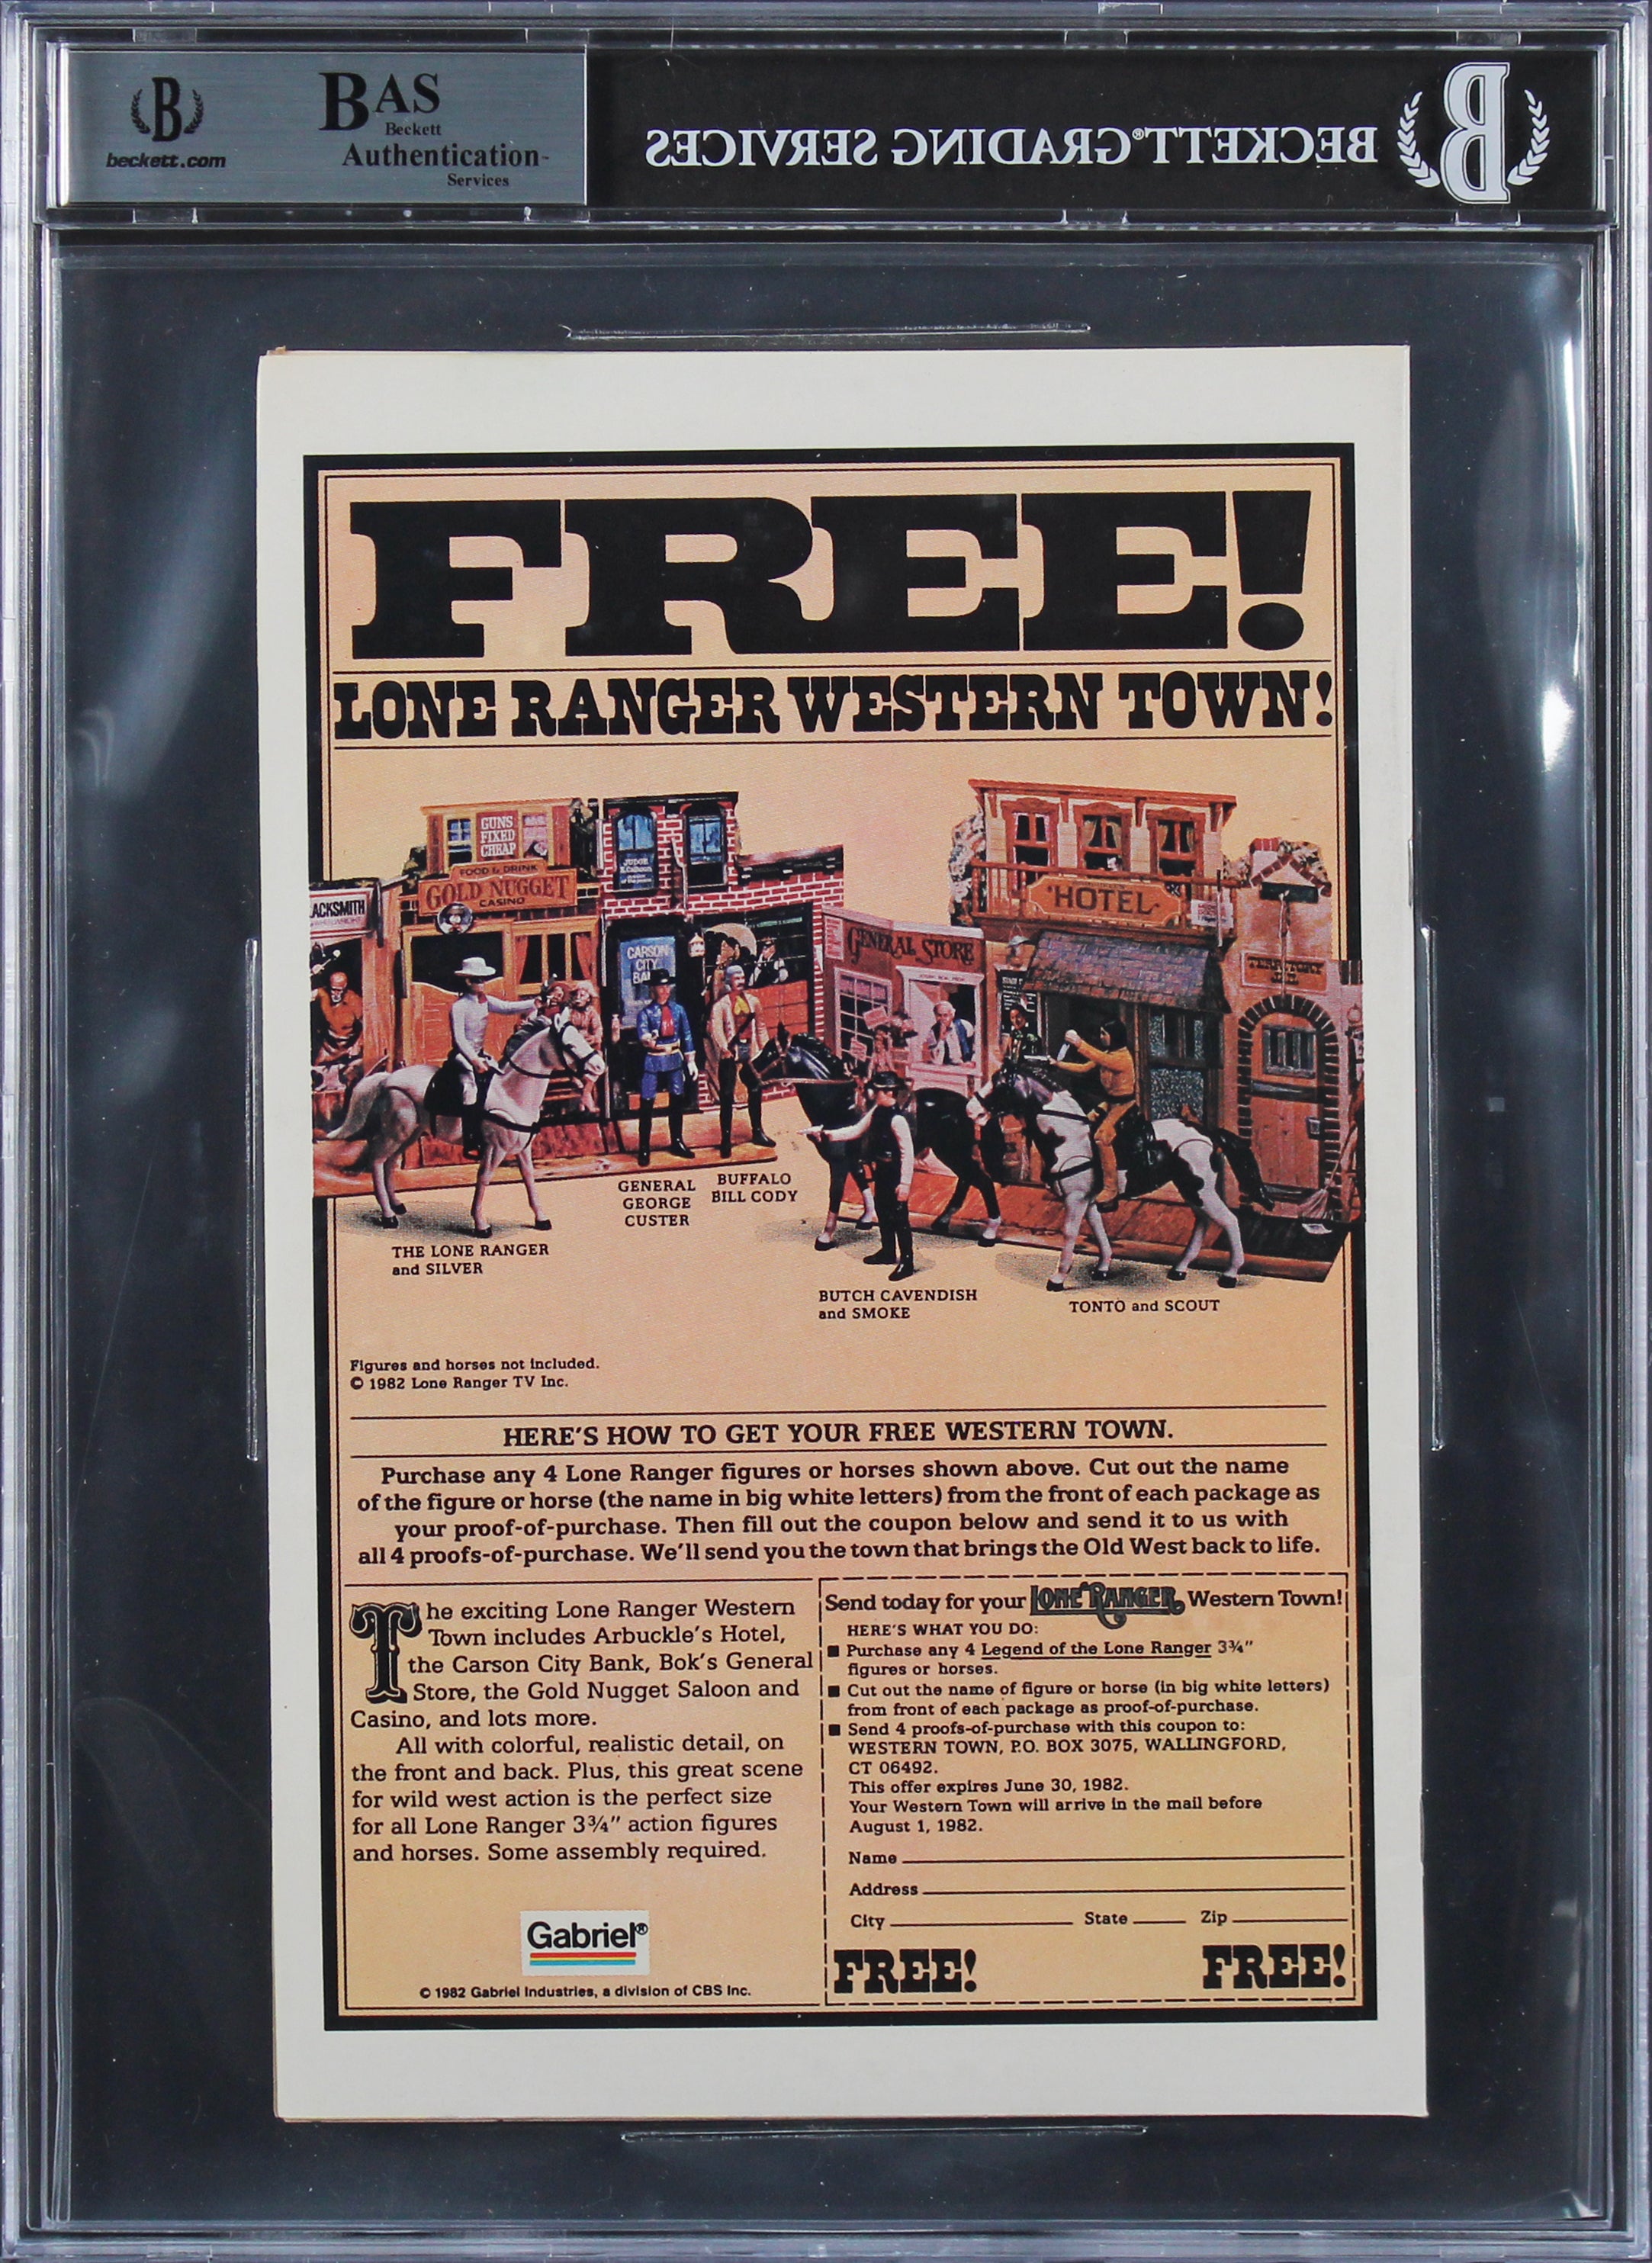 B
beckett.com
BAS
Beckett
Authentication
Services
BECKETT® GRADING SERVICES
B
FREE!
LONE RANGER WESTERN TOWN!
GUNS
FIXED
CHEAP
FOOD & DRINK
GOLD NUGGET
CASINO
LACKSMITH
CARSON
CITY
BA
GENERAL STORE
HOTEL
GENERAL
GEORGE
CUSTER
BUFFALO
BILL CODY
THE LONE RANGER
and SILVER
BUTCH CAVENDISH
and SMOKE
TONTO and SCOUT
Figures and horses not included.
© 1982 Lone Ranger TV Inc.
HERE'S HOW TO GET YOUR FREE WESTERN TOWN.
Purchase any 4 Lone Ranger figures or horses shown above. Cut out the name
of the figure or horse (the name in big white letters) from the front of each package as
your proof-of-purchase. Then fill out the coupon below and send it to us with
all 4 proofs-of-purchase. We'll send you the town that brings the Old West back to life.
The exciting Lone Ranger Western
Town includes Arbuckle's Hotel,
the Carson City Bank, Bok's General
Store, the Gold Nugget Saloon and
Casino, and lots more.
All with colorful, realistic detail, on
the front and back. Plus, this great scene
for wild west action is the perfect size
for all Lone Ranger 3¾" action figures
and horses. Some assembly required.
Gabriel®
© 1982 Gabriel Industries, a division of CBS Inc.
Send today for your LONE RANGER Western Town!
HERE'S WHAT YOU DO:
■ Purchase any 4 Legend of the Lone Ranger 3¾"
figures or horses.
■ Cut out the name of figure or horse (in big white letters)
from front of each package as proof-of-purchase.
■ Send 4 proofs-of-purchase with this coupon to:
WESTERN TOWN, P.O. BOX 3075, WALLINGFORD,
CT 06492.
This offer expires June 30, 1982.
Your Western Town will arrive in the mail before
August 1, 1982.
Name
Address
City State Zip
FREE! FREE!